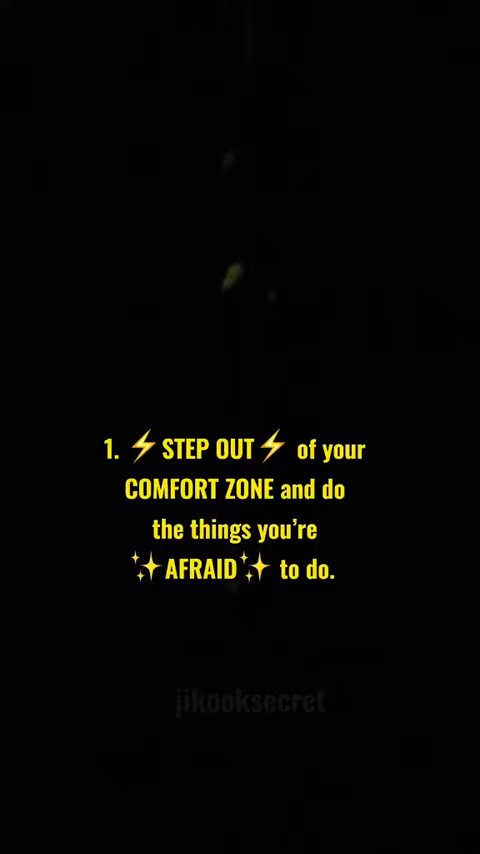 1. ⚡STEP OUT⚡ of your
COMFORT ZONE and do
the things you’re
✨AFRAID✨ to do.
jikooksecret